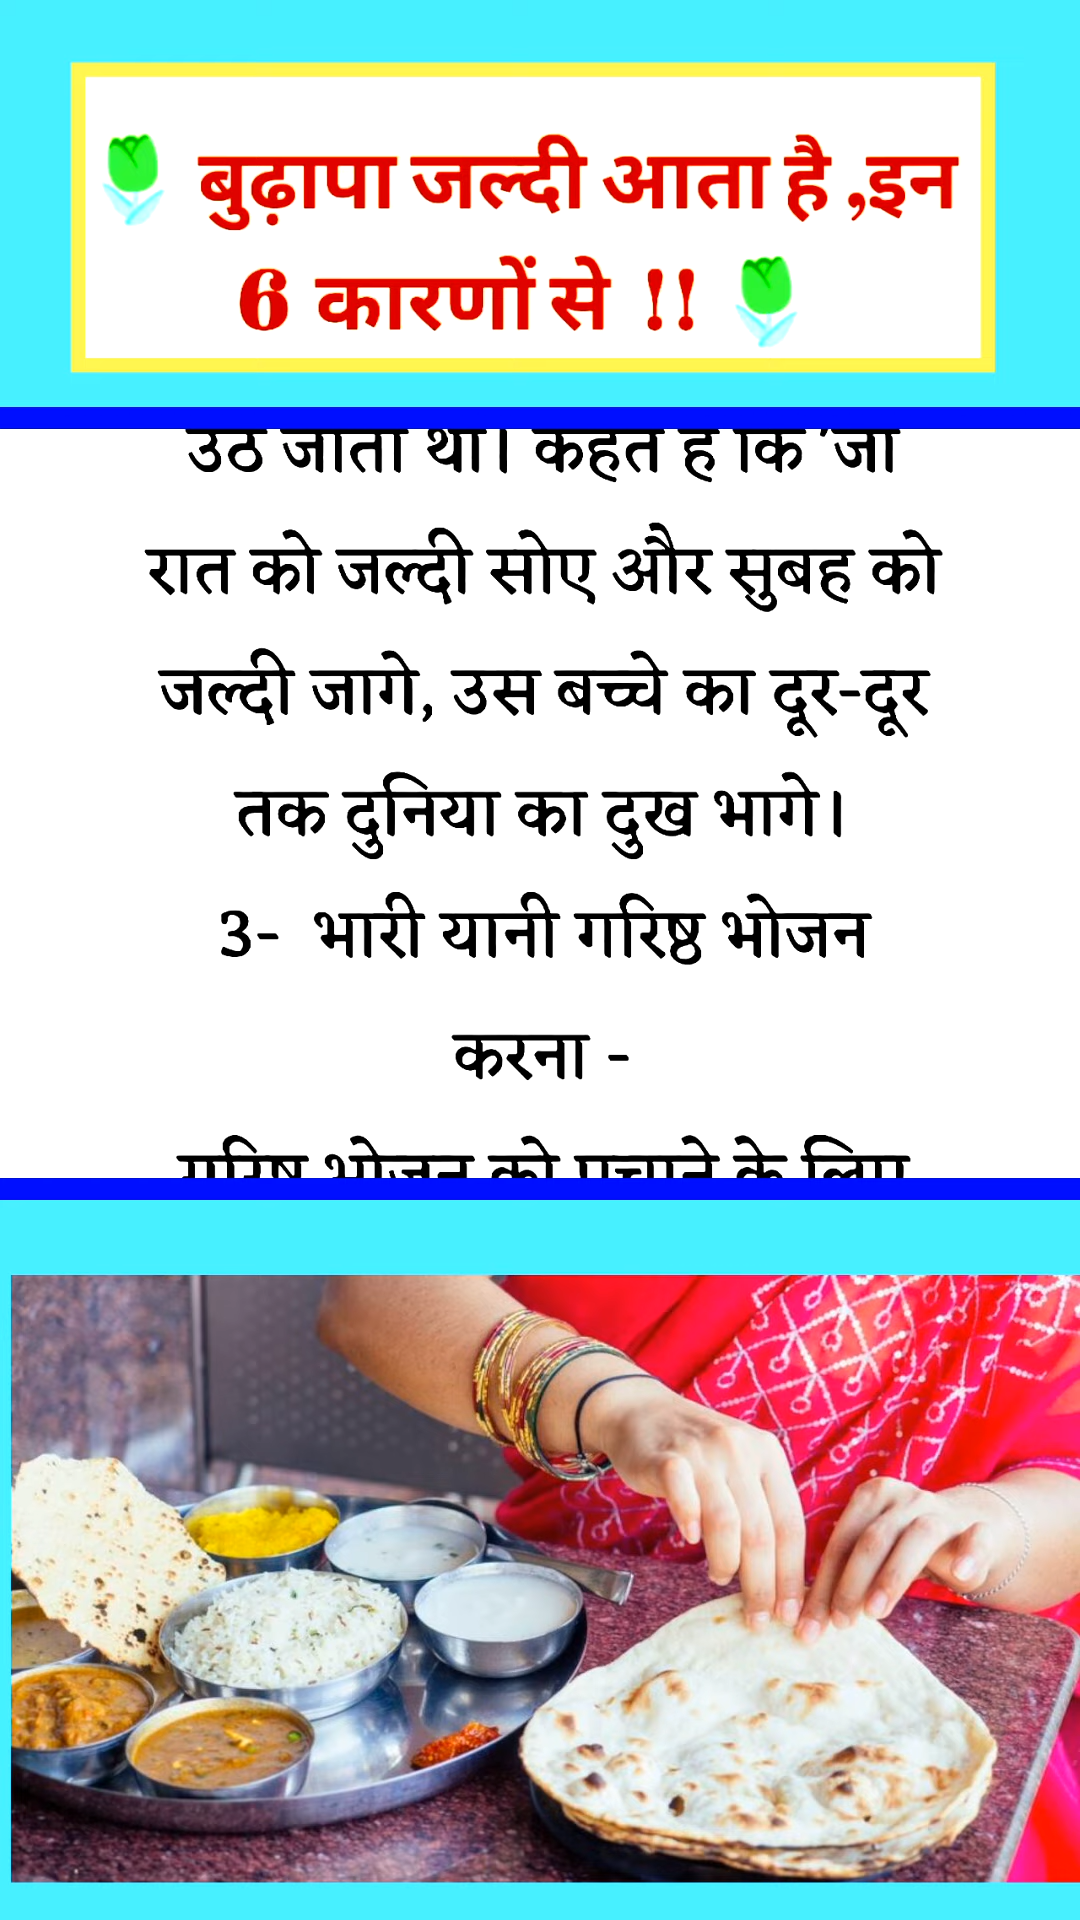 बुढ़ापा जल्दी आता है ,इन
6 कारणों से !!
उठ जाता था। कहते हैं कि 'जो
रात को जल्दी सोए और सुबह को
जल्दी जागे, उस बच्चे का दूर-दूर
तक दुनिया का दुख भागे।
3- भारी यानी गरिष्ठ भोजन
करना -
गरिष्ठ भोजन को पचाने के लिए